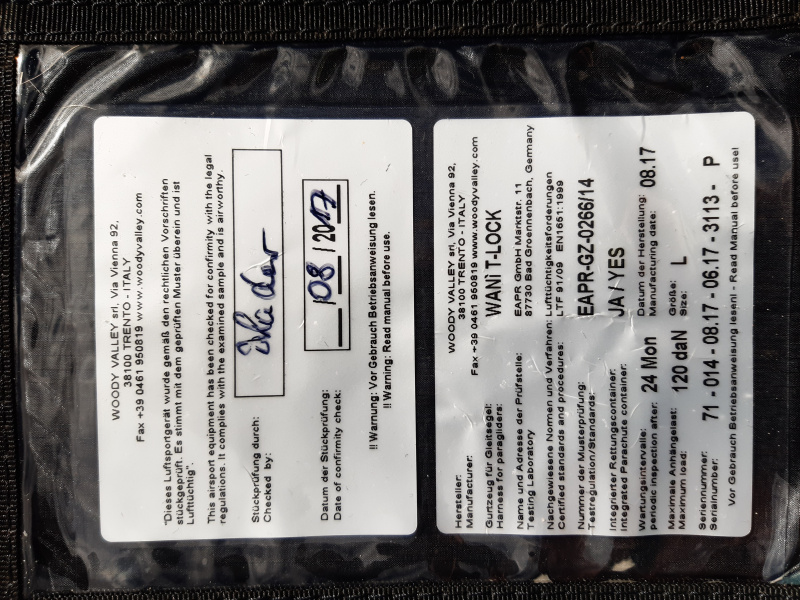 WOODY VALLEY srl, Via Vienna 92,
38100 TRENTO - ITALY
Fax +39 0461 950819 www.woodyvalley.com
"Dieses Luftsportgerät wurde gemäß den rechtlichen Vorschriften
stückgeprüft. Es stimmt mit dem geprüften Muster überein und ist
Lufttüchtig".
This airsport equipment has been checked for confirmity with the legal
regulations. It complies with the examined sample and is airworthy.
Stückprüfung durch:
Checked by:
Datum der Stückprüfung:
Date of confirmity check:
/08/2017
!! Warnung: Vor Gebrauch Betriebsanweisung lesen.
!! Warning: Read manual before use.
Hersteller: WOODY VALLEY srl, Via Vienna 92,
Manufacturer: 38100 TRENTO - ITALY
Fax +39 0461 950819 www.woodyvalley.com
Gurtzeug für Gleitsegel: WANi T-LOCK
Harness for paragliders:
Name und Adresse der Prüfstelle: EAPR GmbH Marktstr. 11
Testing Laboratory 87730 Bad Groennenbach, Germany
Nachgewiesene Normen und Verfahren: Lufttüchtigkeitsforderungen
Certified standards and procedures: LTF 91/09 EN1651:1999
Nummer der Musterprüfung: EAPR-GZ-0266/14
Testregulation/Standards:
Integrierter Rettungscontainer: JA / YES
Integrated Parachute container:
Wartungsintervalle: 24 Mon Datum der Herstellung: 08.17
periodic inspection after: Manufacturing date:
Maximale Anhängelast: 120 daN Größe: L
Maximum load: Size:
Seriennummer: 71 - 014 - 08.17 - 06.17 - 3113 - P
Serialnumber:
Vor Gebrauch Betriebsanweisung lesen! - Read Manual before use!